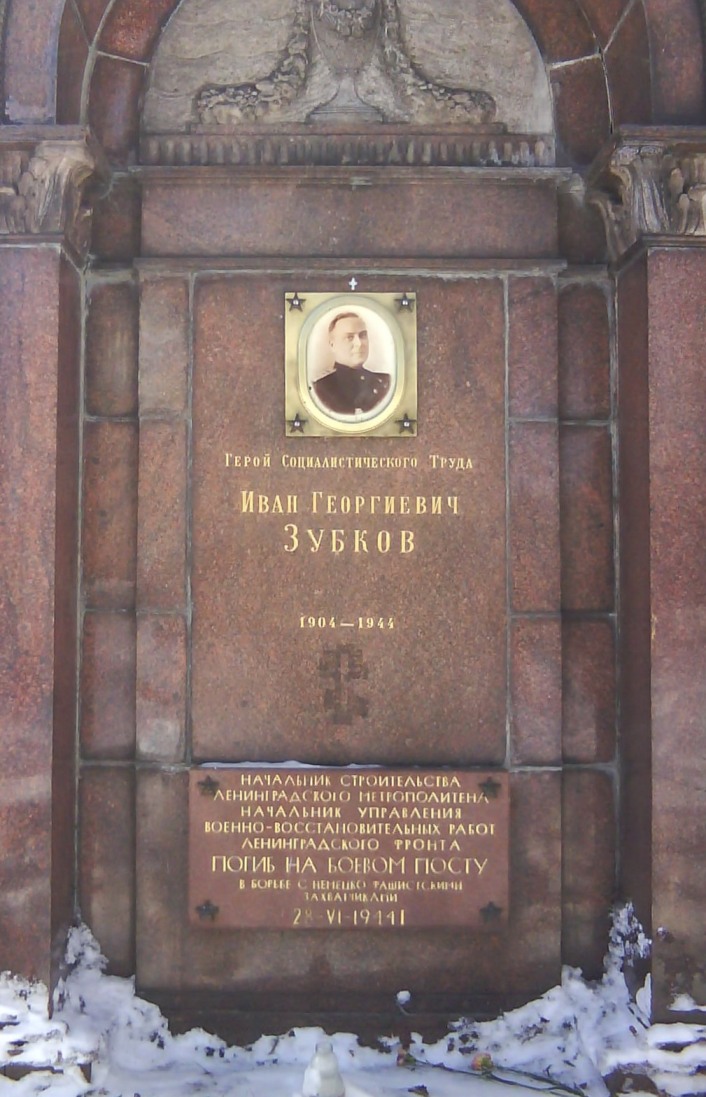 Герой Социалистического Труда
Иван Георгиевич
Зубков
1904–1944
НАЧАЛЬНИК СТРОИТЕЛЬСТВА
ЛЕНИНГРАДСКОГО МЕТРОПОЛИТЕНА
НАЧАЛЬНИК УПРАВЛЕНИЯ
ВОЕННО-ВОССТАНОВИТЕЛЬНЫХ РАБОТ
ЛЕНИНГРАДСКОГО ФРОНТА
ПОГИБ НА БОЕВОМ ПОСТУ
В БОРЬБЕ С НЕМЕЦКО ФАШИСТСКИМИ
ЗАХВАТЧИКАМИ
28-VI-1944Г